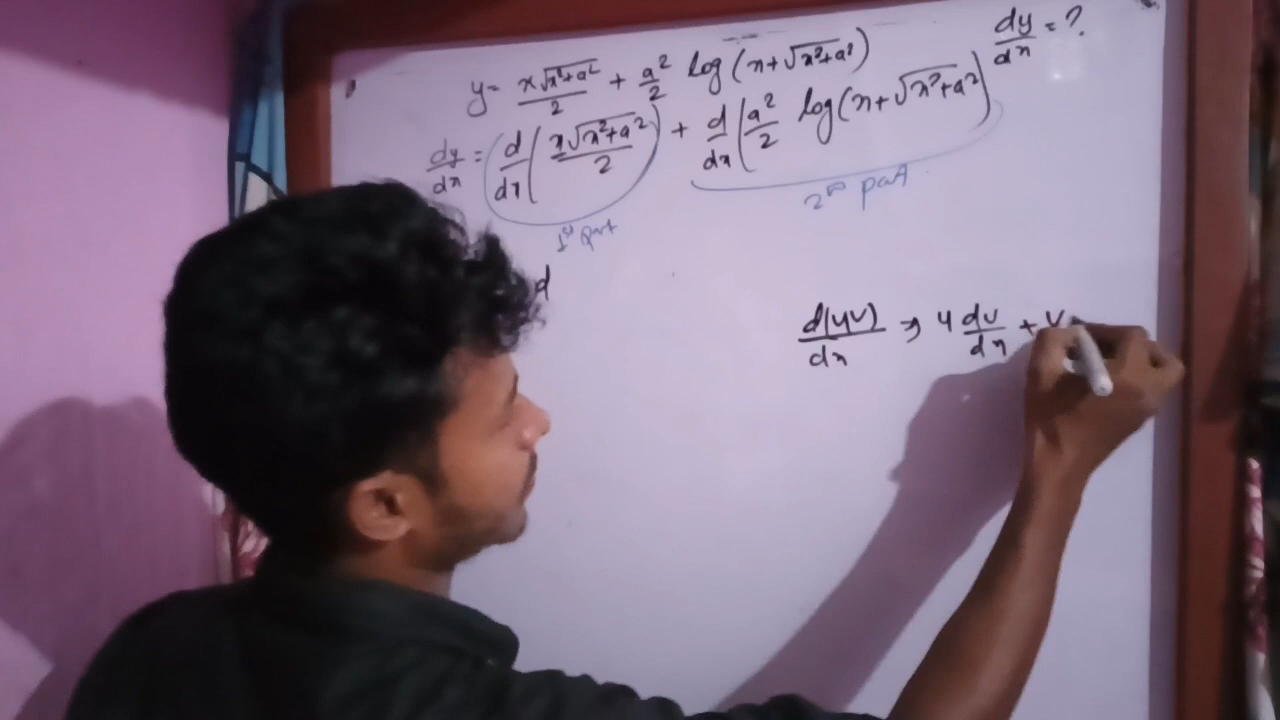 y = x√x²+a² / 2 + a²/2 log(x+√x²+a²) dy/dx = ?
dy/dx = d/dx (x√x²+a² / 2) + d/dx (a²/2 log(x+√x²+a²))
1st part
2nd part
d
d(uv)/dx ⇒ u dv/dx + v